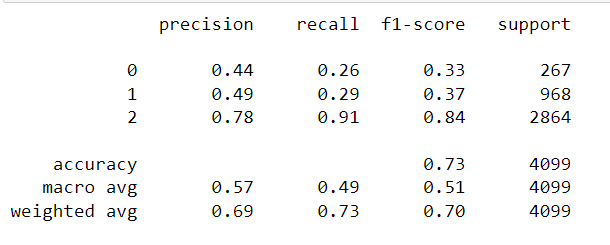 precision recall f1-score support
0 0.44 0.26 0.33 267
1 0.49 0.29 0.37 968
2 0.78 0.91 0.84 2864
accuracy 0.73 4099
macro avg 0.57 0.49 0.51 4099
weighted avg 0.69 0.73 0.70 4099